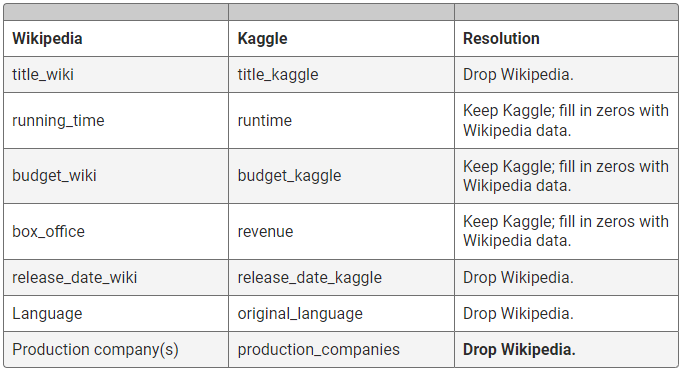 Wikipedia Kaggle Resolution
title_wiki title_kaggle Drop Wikipedia.
running_time runtime Keep Kaggle; fill in zeros with
Wikipedia data.
budget_wiki budget_kaggle Keep Kaggle; fill in zeros with
Wikipedia data.
box_office revenue Keep Kaggle; fill in zeros with
Wikipedia data.
release_date_wiki release_date_kaggle Drop Wikipedia.
Language original_language Drop Wikipedia.
Production company(s) production_companies Drop Wikipedia.